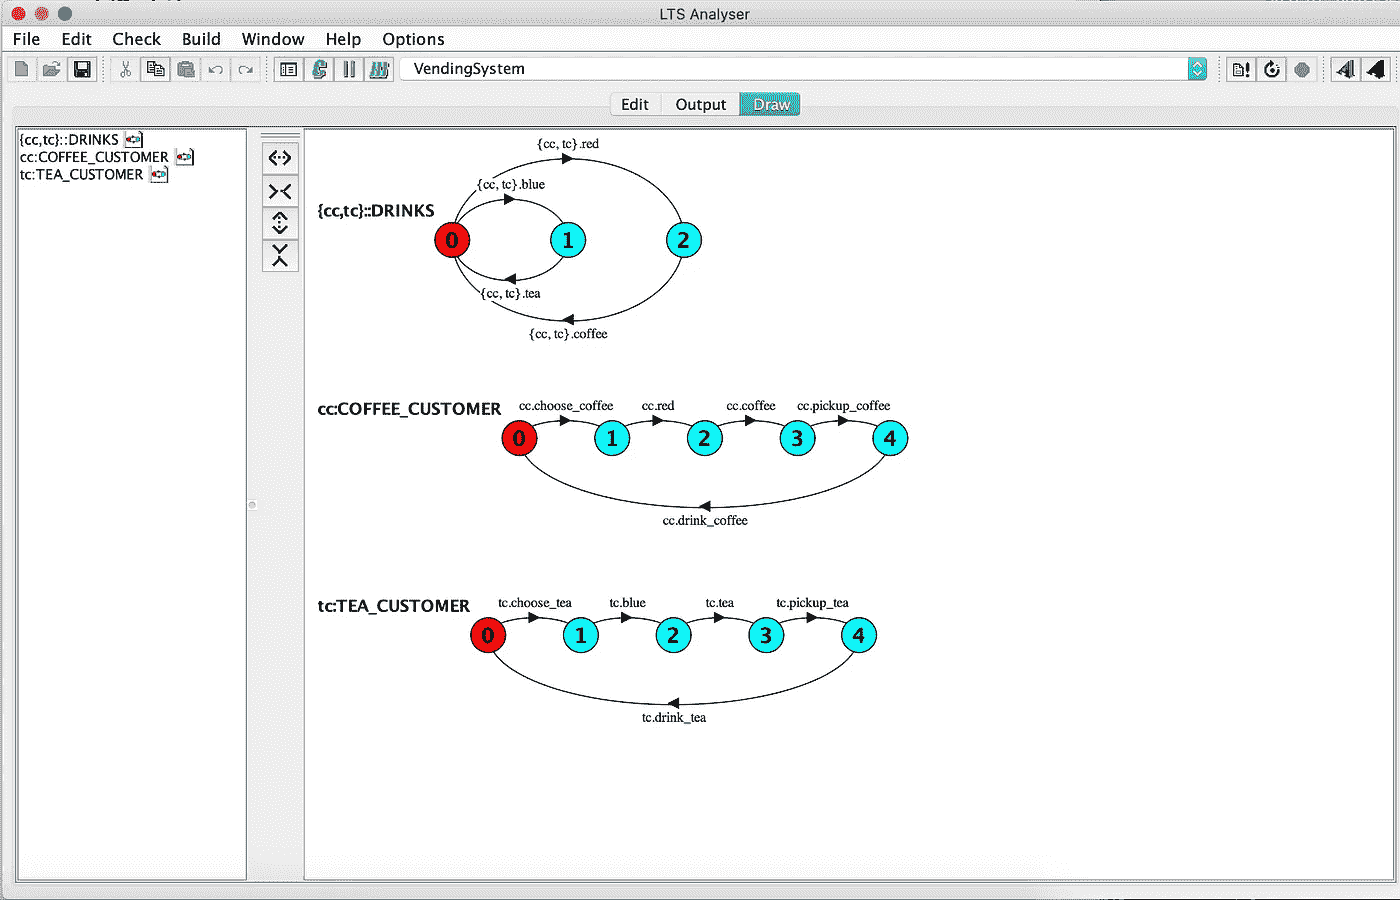 LTS Analyser
File Edit Check Build Window Help Options
VendingSystem
Edit Output Draw
{cc,tc}::DRINKS
cc:COFFEE_CUSTOMER
tc:TEA_CUSTOMER
{cc, tc}.red
{cc, tc}.blue
{cc,tc}::DRINKS
0 1 2
{cc, tc}.tea
{cc, tc}.coffee
cc:COFFEE_CUSTOMER
cc.choose_coffee cc.red cc.coffee cc.pickup_coffee
0 1 2 3 4
cc.drink_coffee
tc:TEA_CUSTOMER
tc.choose_tea tc.blue tc.tea tc.pickup_tea
0 1 2 3 4
tc.drink_tea